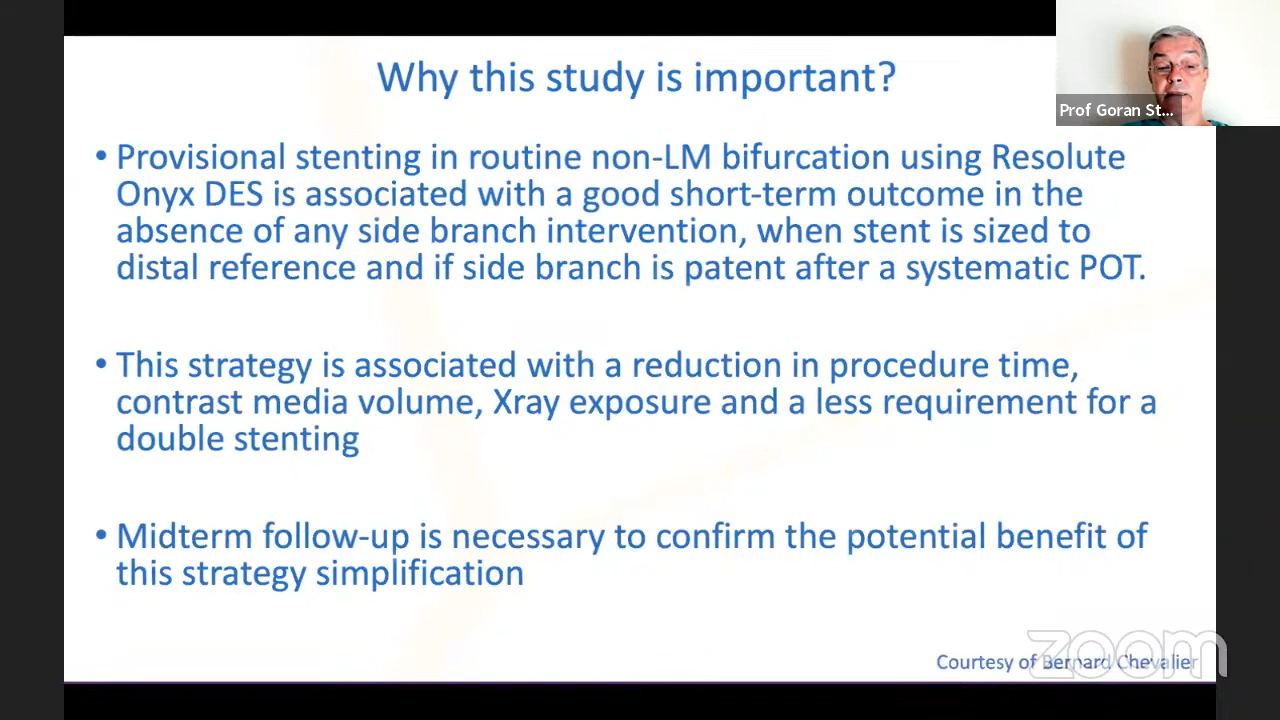 Why this study is important?
Prof Goran St...
• Provisional stenting in routine non-LM bifurcation using Resolute
Onyx DES is associated with a good short-term outcome in the
absence of any side branch intervention, when stent is sized to
distal reference and if side branch is patent after a systematic POT.
• This strategy is associated with a reduction in procedure time,
contrast media volume, Xray exposure and a less requirement for a
double stenting
• Midterm follow-up is necessary to confirm the potential benefit of
this strategy simplification
zoom
Courtesy of Bernard Chevalier